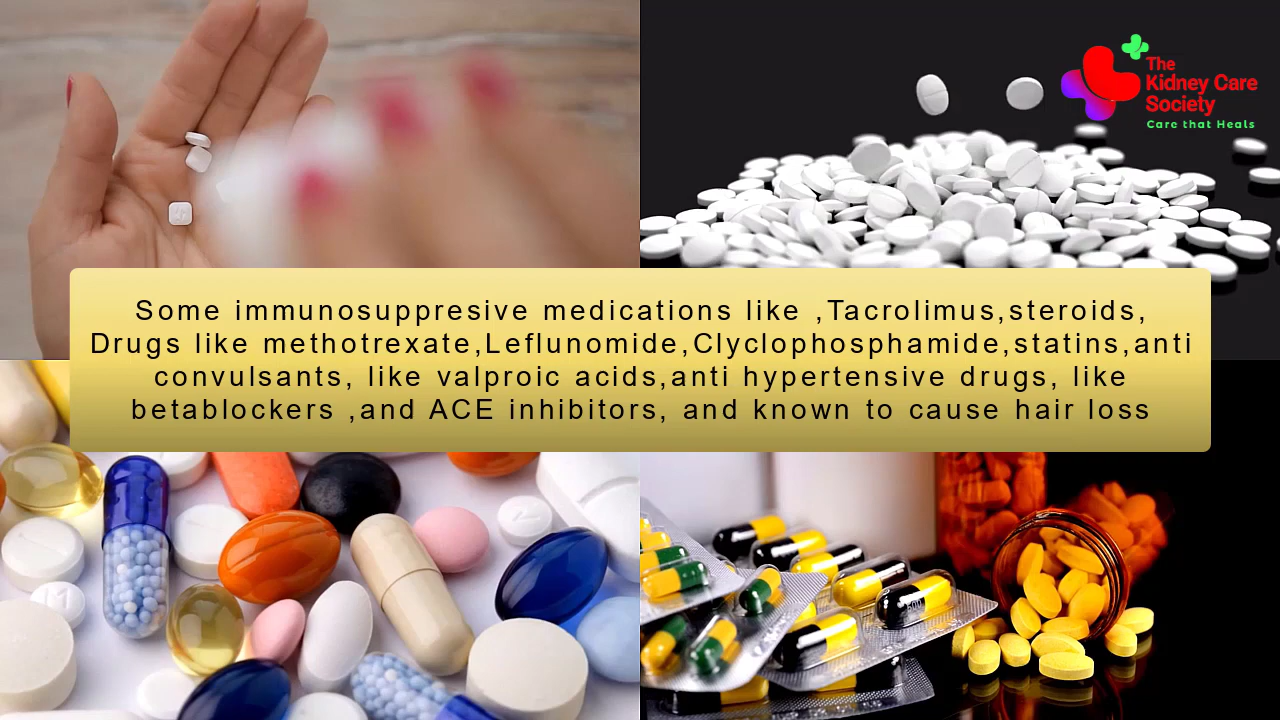 The
Kidney Care
Society
Care that Heals
Some immunosuppresive medications like ,Tacrolimus,steroids,
Drugs like methotrexate,Leflunomide,Clyclophosphamide,statins,anti
convulsants, like valproic acids,anti hypertensive drugs, like
betablockers ,and ACE inhibitors, and known to cause hair loss